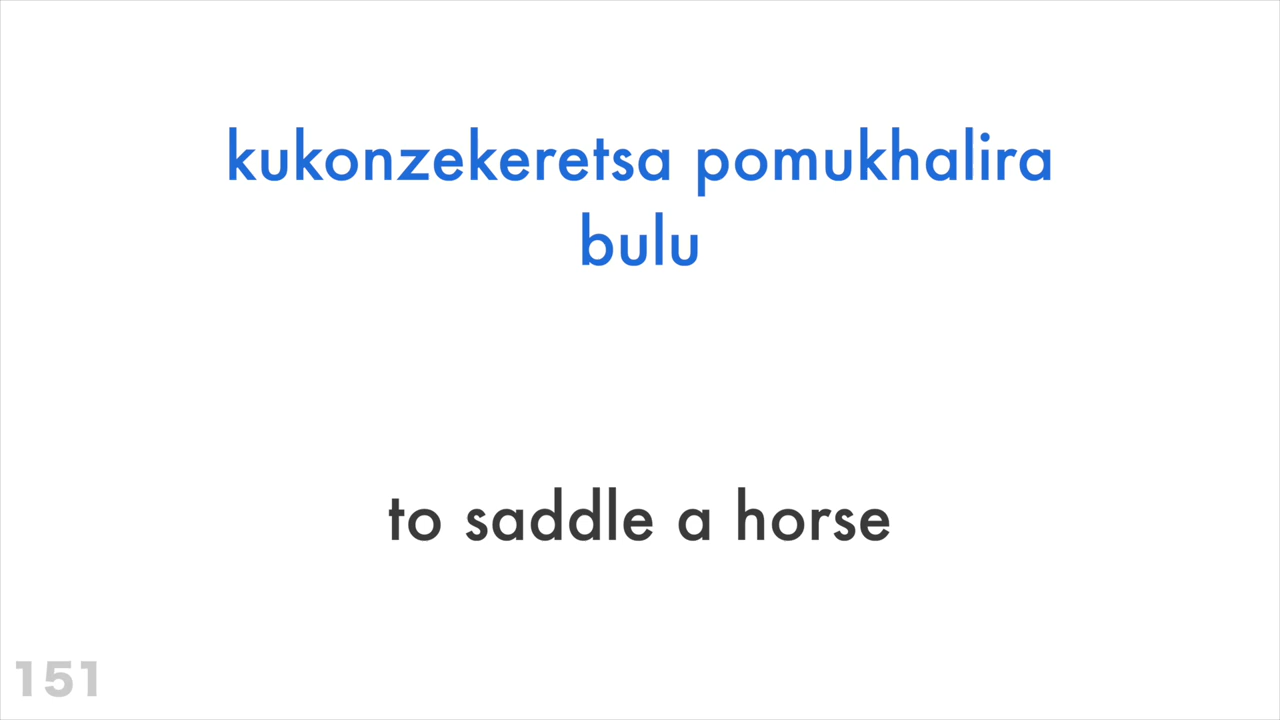 kukonzekeretsa pomukhalira
bulu
to saddle a horse
151